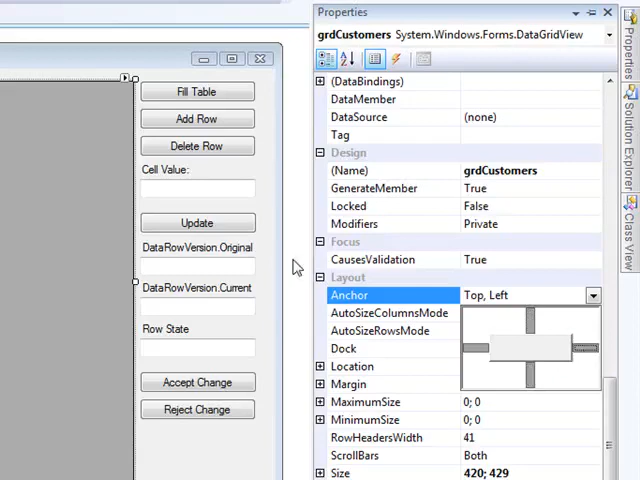 Properties
grdCustomers System.Windows.Forms.DataGridView
(DataBindings)
DataMember
DataSource (none)
Tag
Design
(Name) grdCustomers
GenerateMember True
Locked False
Modifiers Private
Focus
CausesValidation True
Layout
Anchor Top, Left
AutoSizeColumnsMode
AutoSizeRowsMode
Dock
Location
Margin
MaximumSize 0; 0
MinimumSize 0; 0
RowHeadersWidth 41
ScrollBars Both
Size 420; 429
Fill Table
Add Row
Delete Row
Cell Value:
Update
DataRowVersion.Original
DataRowVersion.Current
Row State
Accept Change
Reject Change
Properties
Solution Explorer
Class View